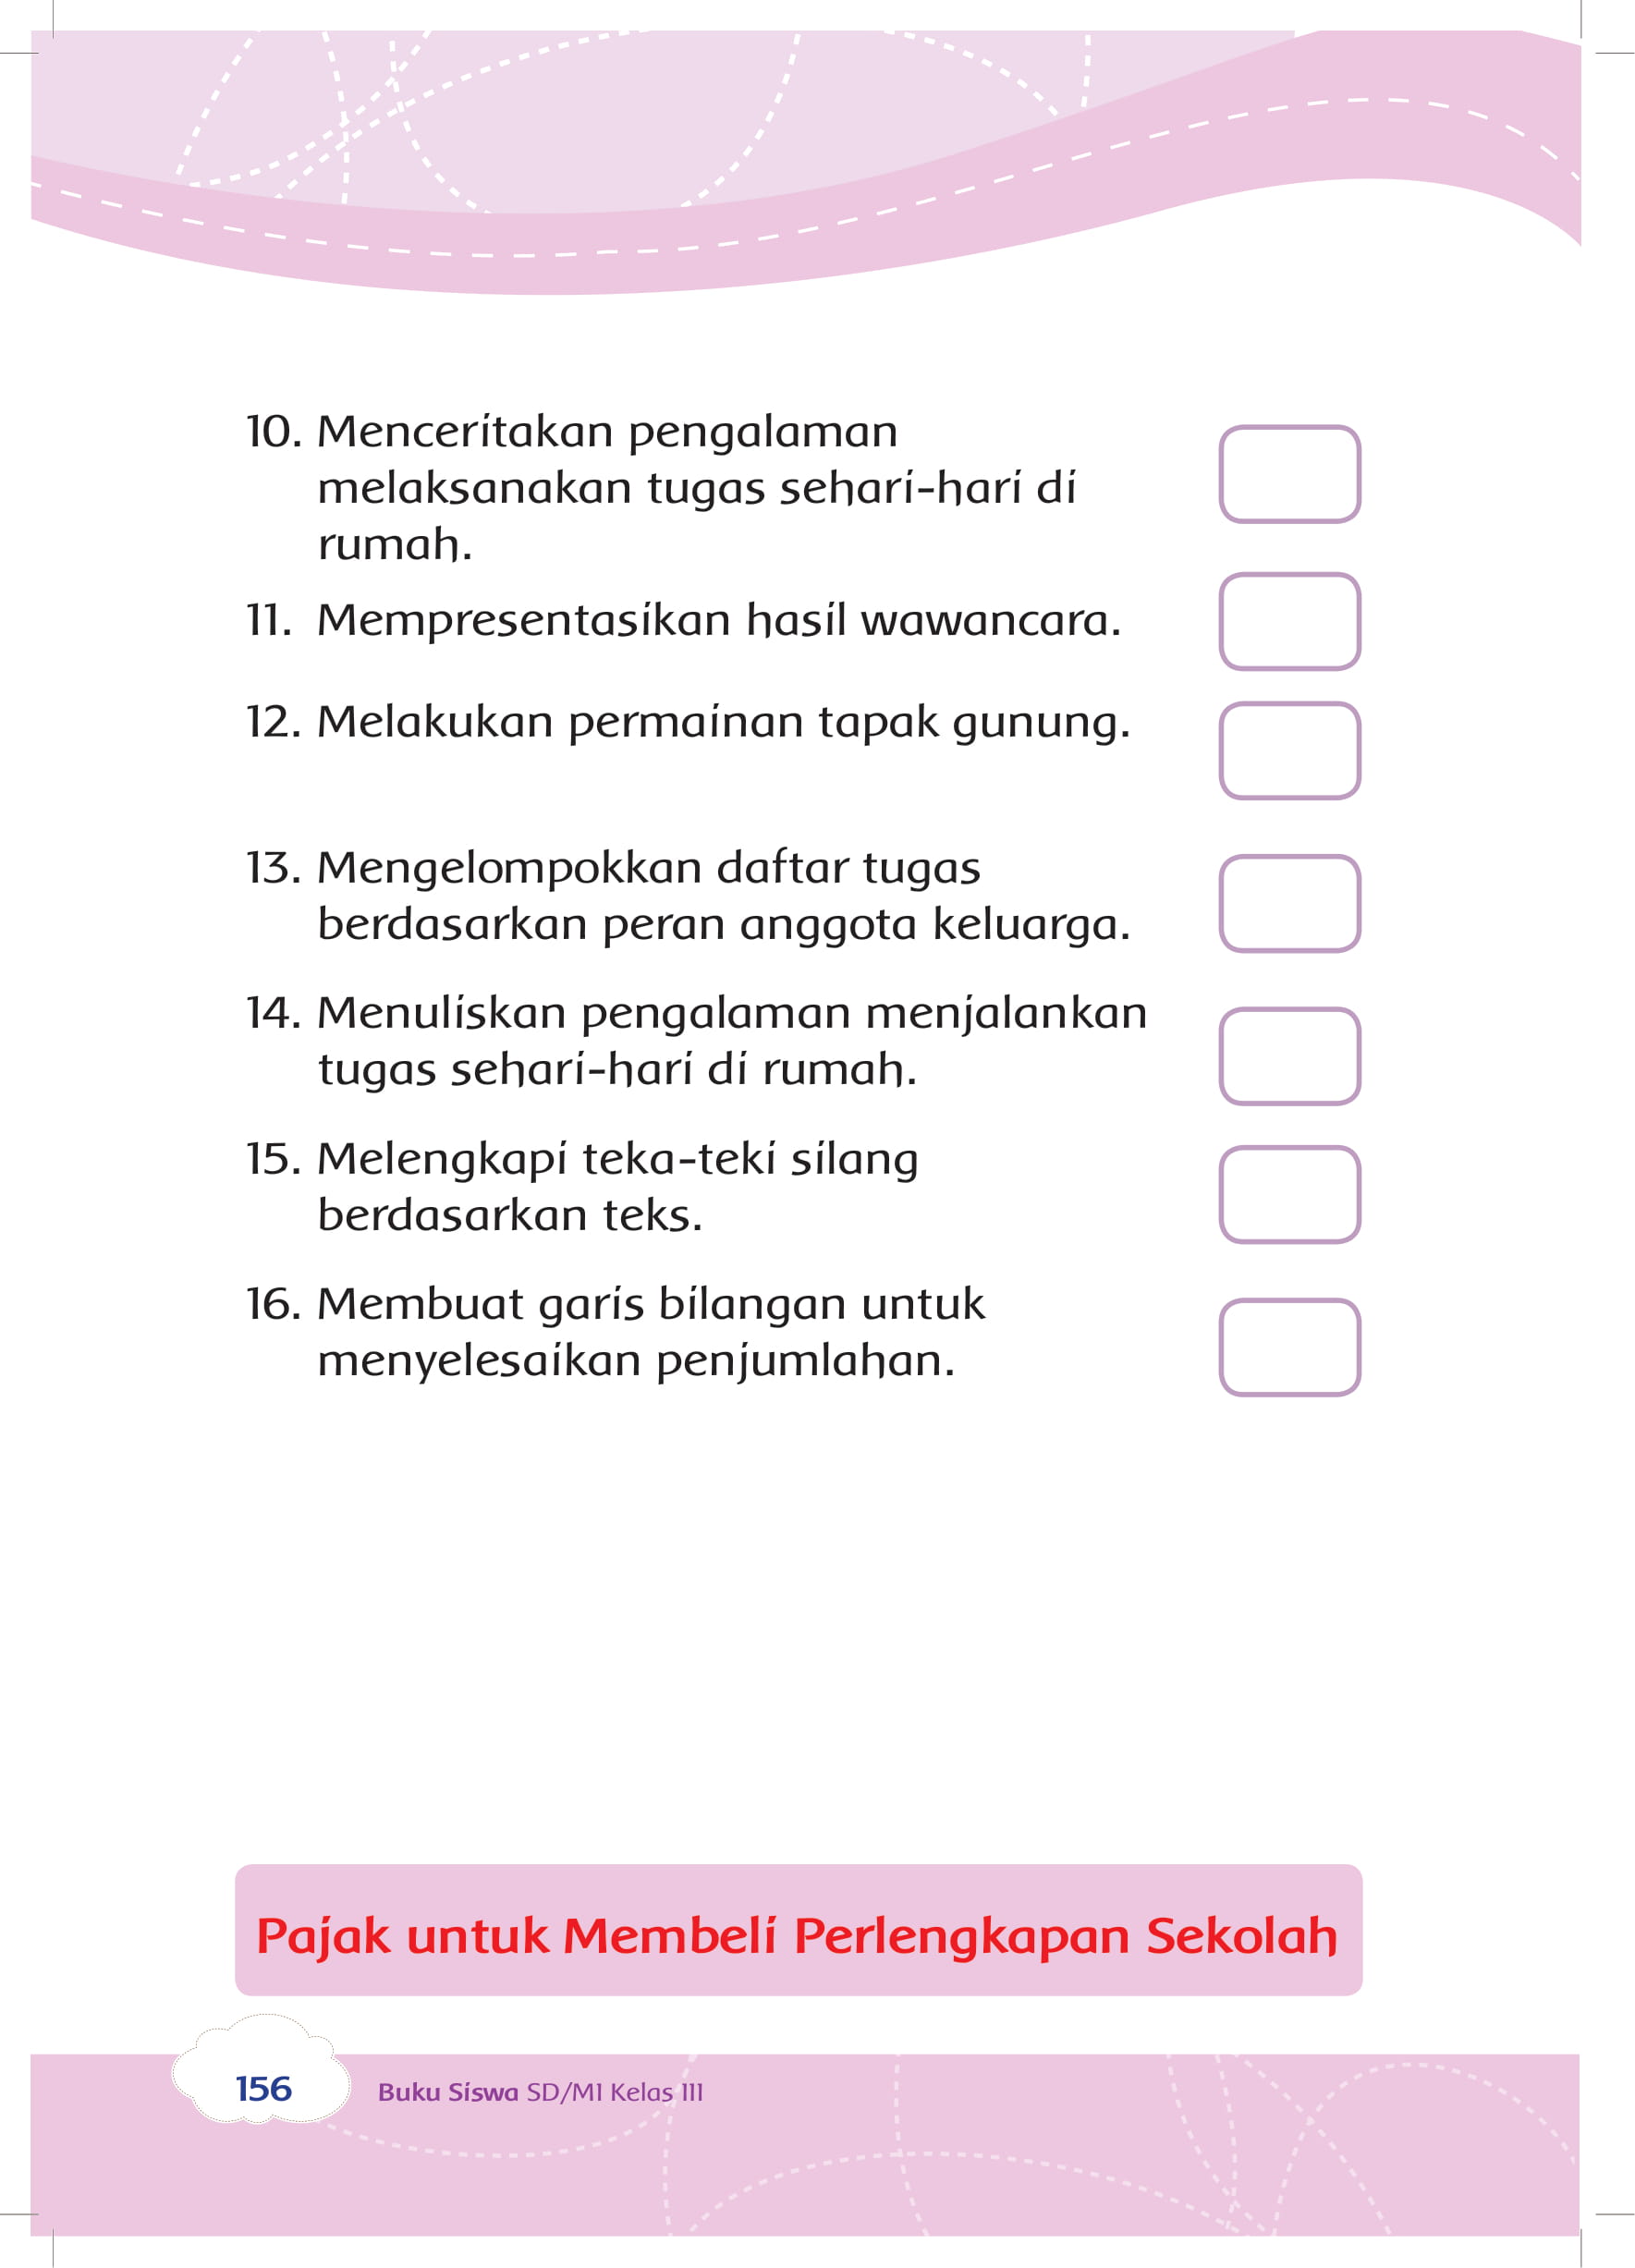 10. Menceritakan pengalaman
melaksanakan tugas sehari-hari di
rumah.
11. Mempresentasikan hasil wawancara.
12. Melakukan permainan tapak gunung.
13. Mengelompokkan daftar tugas
berdasarkan peran anggota keluarga.
14. Menuliskan pengalaman menjalankan
tugas sehari-hari di rumah.
15. Melengkapi teka-teki silang
berdasarkan teks.
16. Membuat garis bilangan untuk
menyelesaikan penjumlahan.
Pajak untuk Membeli Perlengkapan Sekolah
156 Buku Siswa SD/MI Kelas III